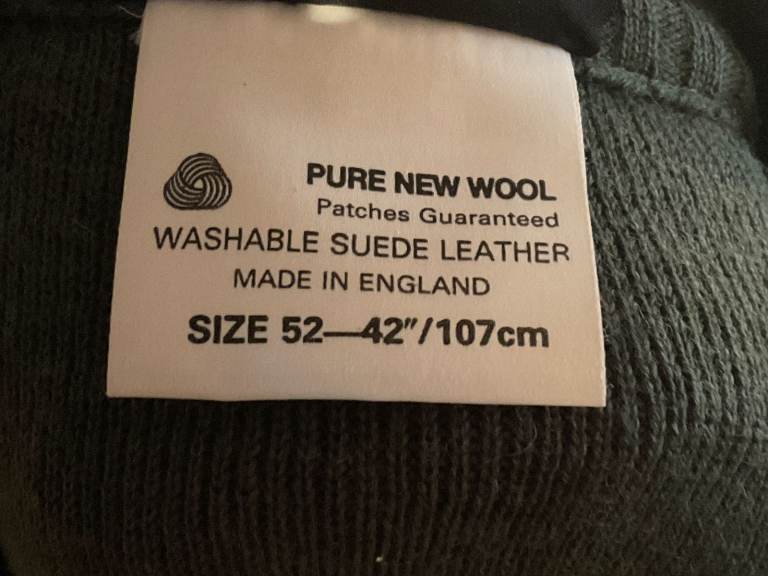 PURE NEW WOOL
Patches Guaranteed
WASHABLE SUEDE LEATHER
MADE IN ENGLAND
SIZE 52—42"/107cm